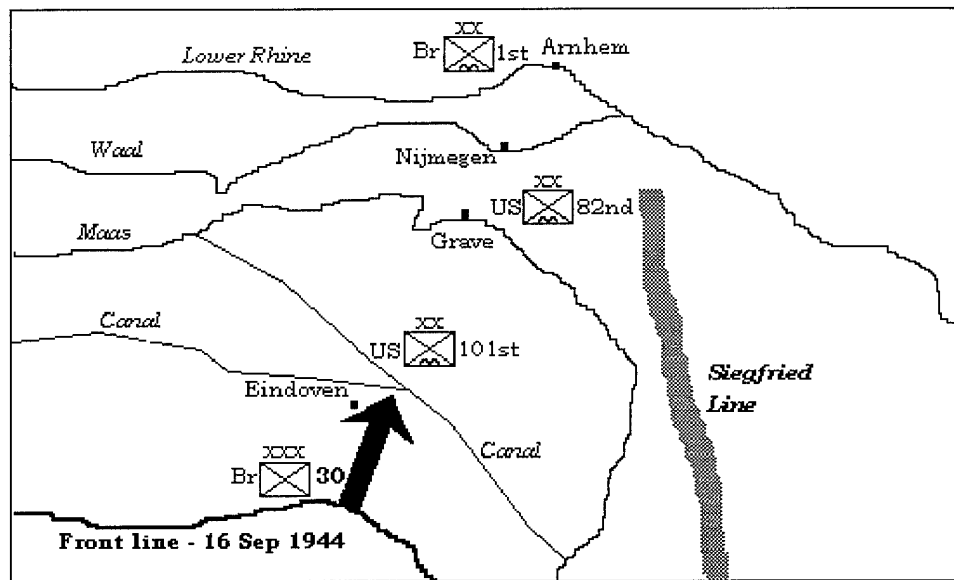 XX
Br 1st
Arnhem
Lower Rhine
Waal
Nijmegen
XX
US 82nd
Maas
Grave
Canal
XX
US 101st
Eindoven
Siegfried
Line
XXX
Br 30
Canal
Front line - 16 Sep 1944